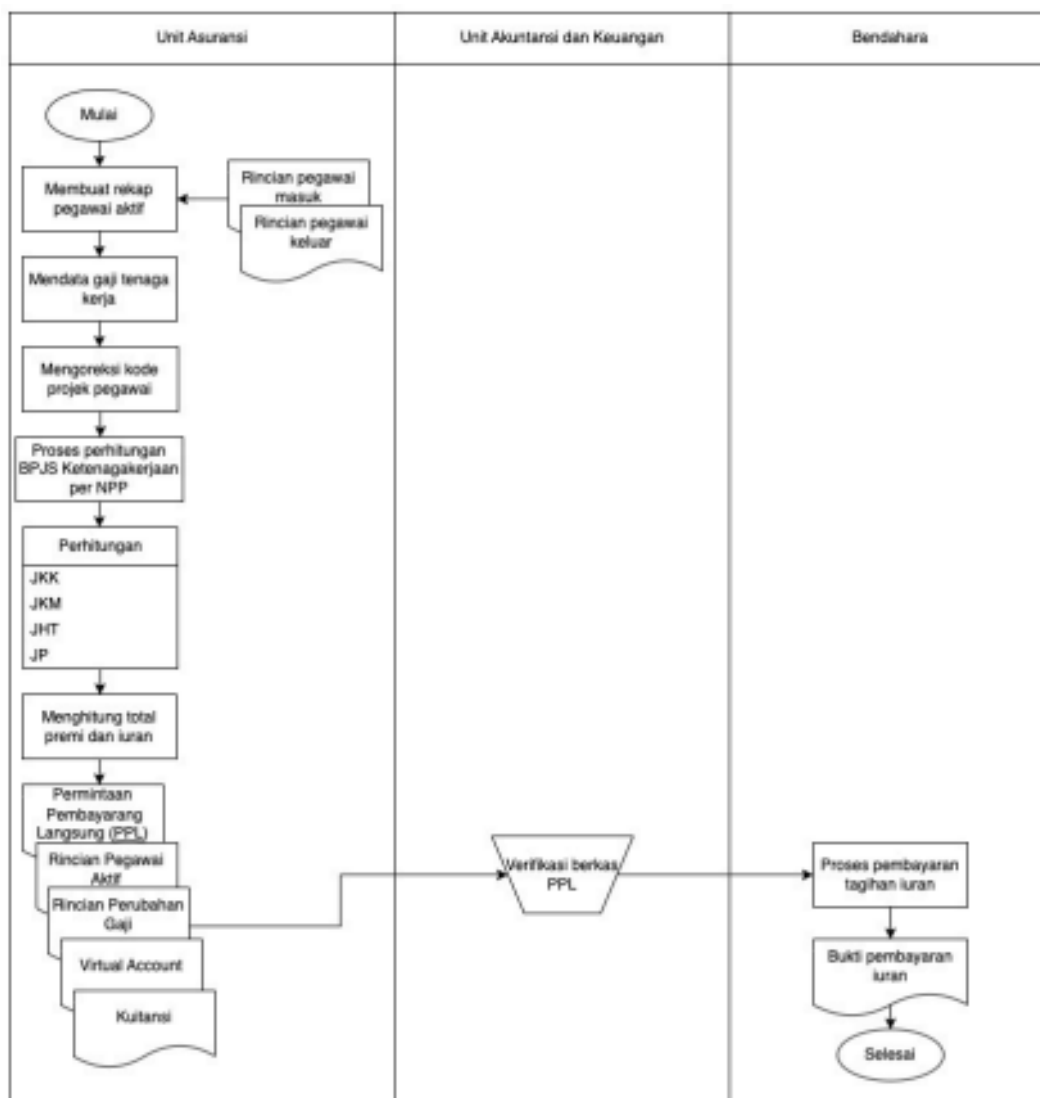 Unit Asuransi
Unit Akuntansi dan Keuangan
Bendahara
Mulai
Membuat rekap
pegawai aktif
Rincian pegawai
masuk
Rincian pegawai
keluar
Mendata gaji tenaga
kerja
Mengoreksi kode
projek pegawai
Proses perhitungan
BPJS Ketenagakerjaan
per NPP
Perhitungan
JKK
JKM
JHT
JP
Menghitung total
premi dan iuran
Permintaan
Pembayarang
Langsung (PPL)
Rincian Pegawai
Aktif
Rincian Perubahan
Gaji
Virtual Account
Kuitansi
Verifikasi berkas
PPL
Proses pembayaran
tagihan iuran
Bukti pembayaran
iuran
Selesai